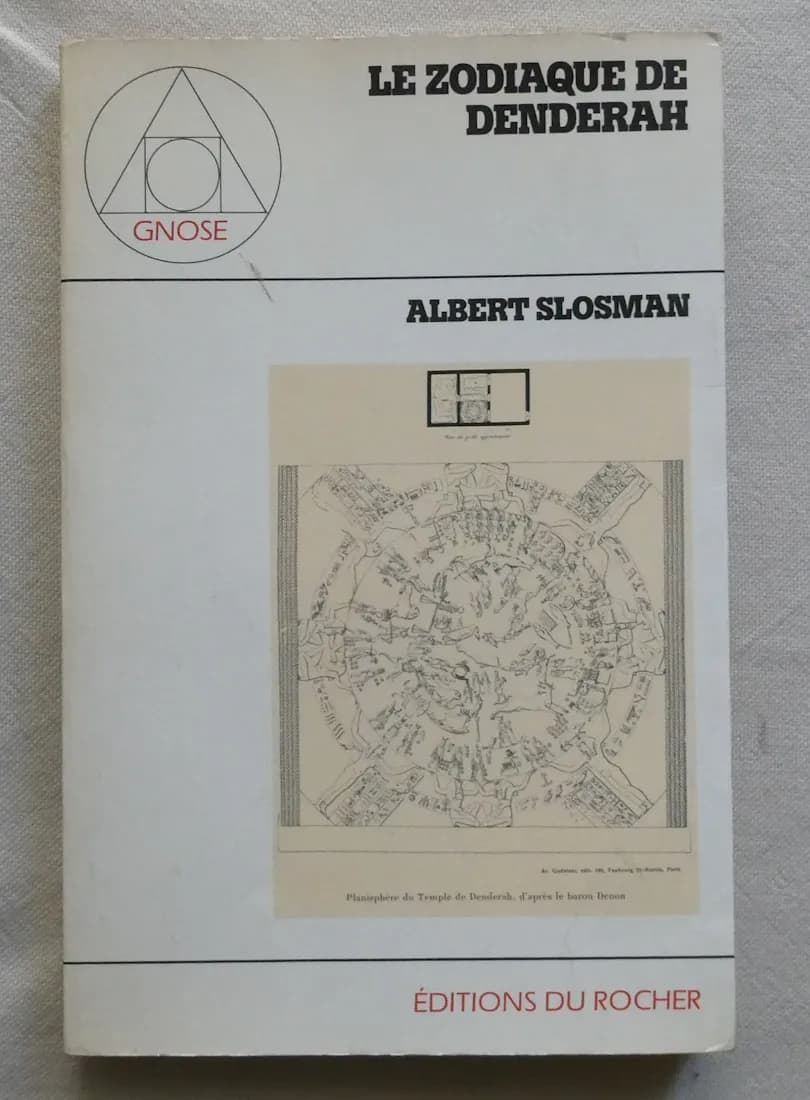 LE ZODIAQUE DE
DENDERAH
GNOSE
ALBERT SLOSMAN
Paris
Planisphère du Temple de Denderah, d'après le baron Denon
ÉDITIONS DU ROCHER